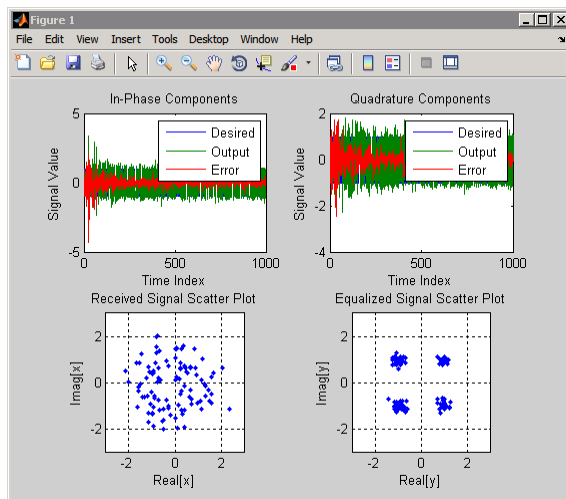 Figure 1
File Edit View Insert Tools Desktop Window Help
In-Phase Components
Quadrature Components
5
0
-5
Signal Value
Desired
Output
Error
0 500 1000
Time Index
2
0
-2
-4
Signal Value
Desired
Output
Error
0 500 1000
Time Index
Received Signal Scatter Plot
Equalized Signal Scatter Plot
2
0
-2
Imag[x]
-2 0 2
Real[x]
2
0
-2
Imag[y]
-2 0 2
Real[y]